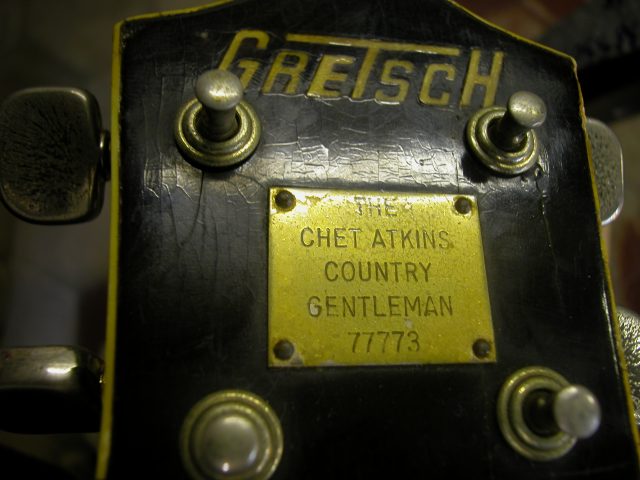 GRETSCH
THE
CHET ATKINS
COUNTRY
GENTLEMAN
77773